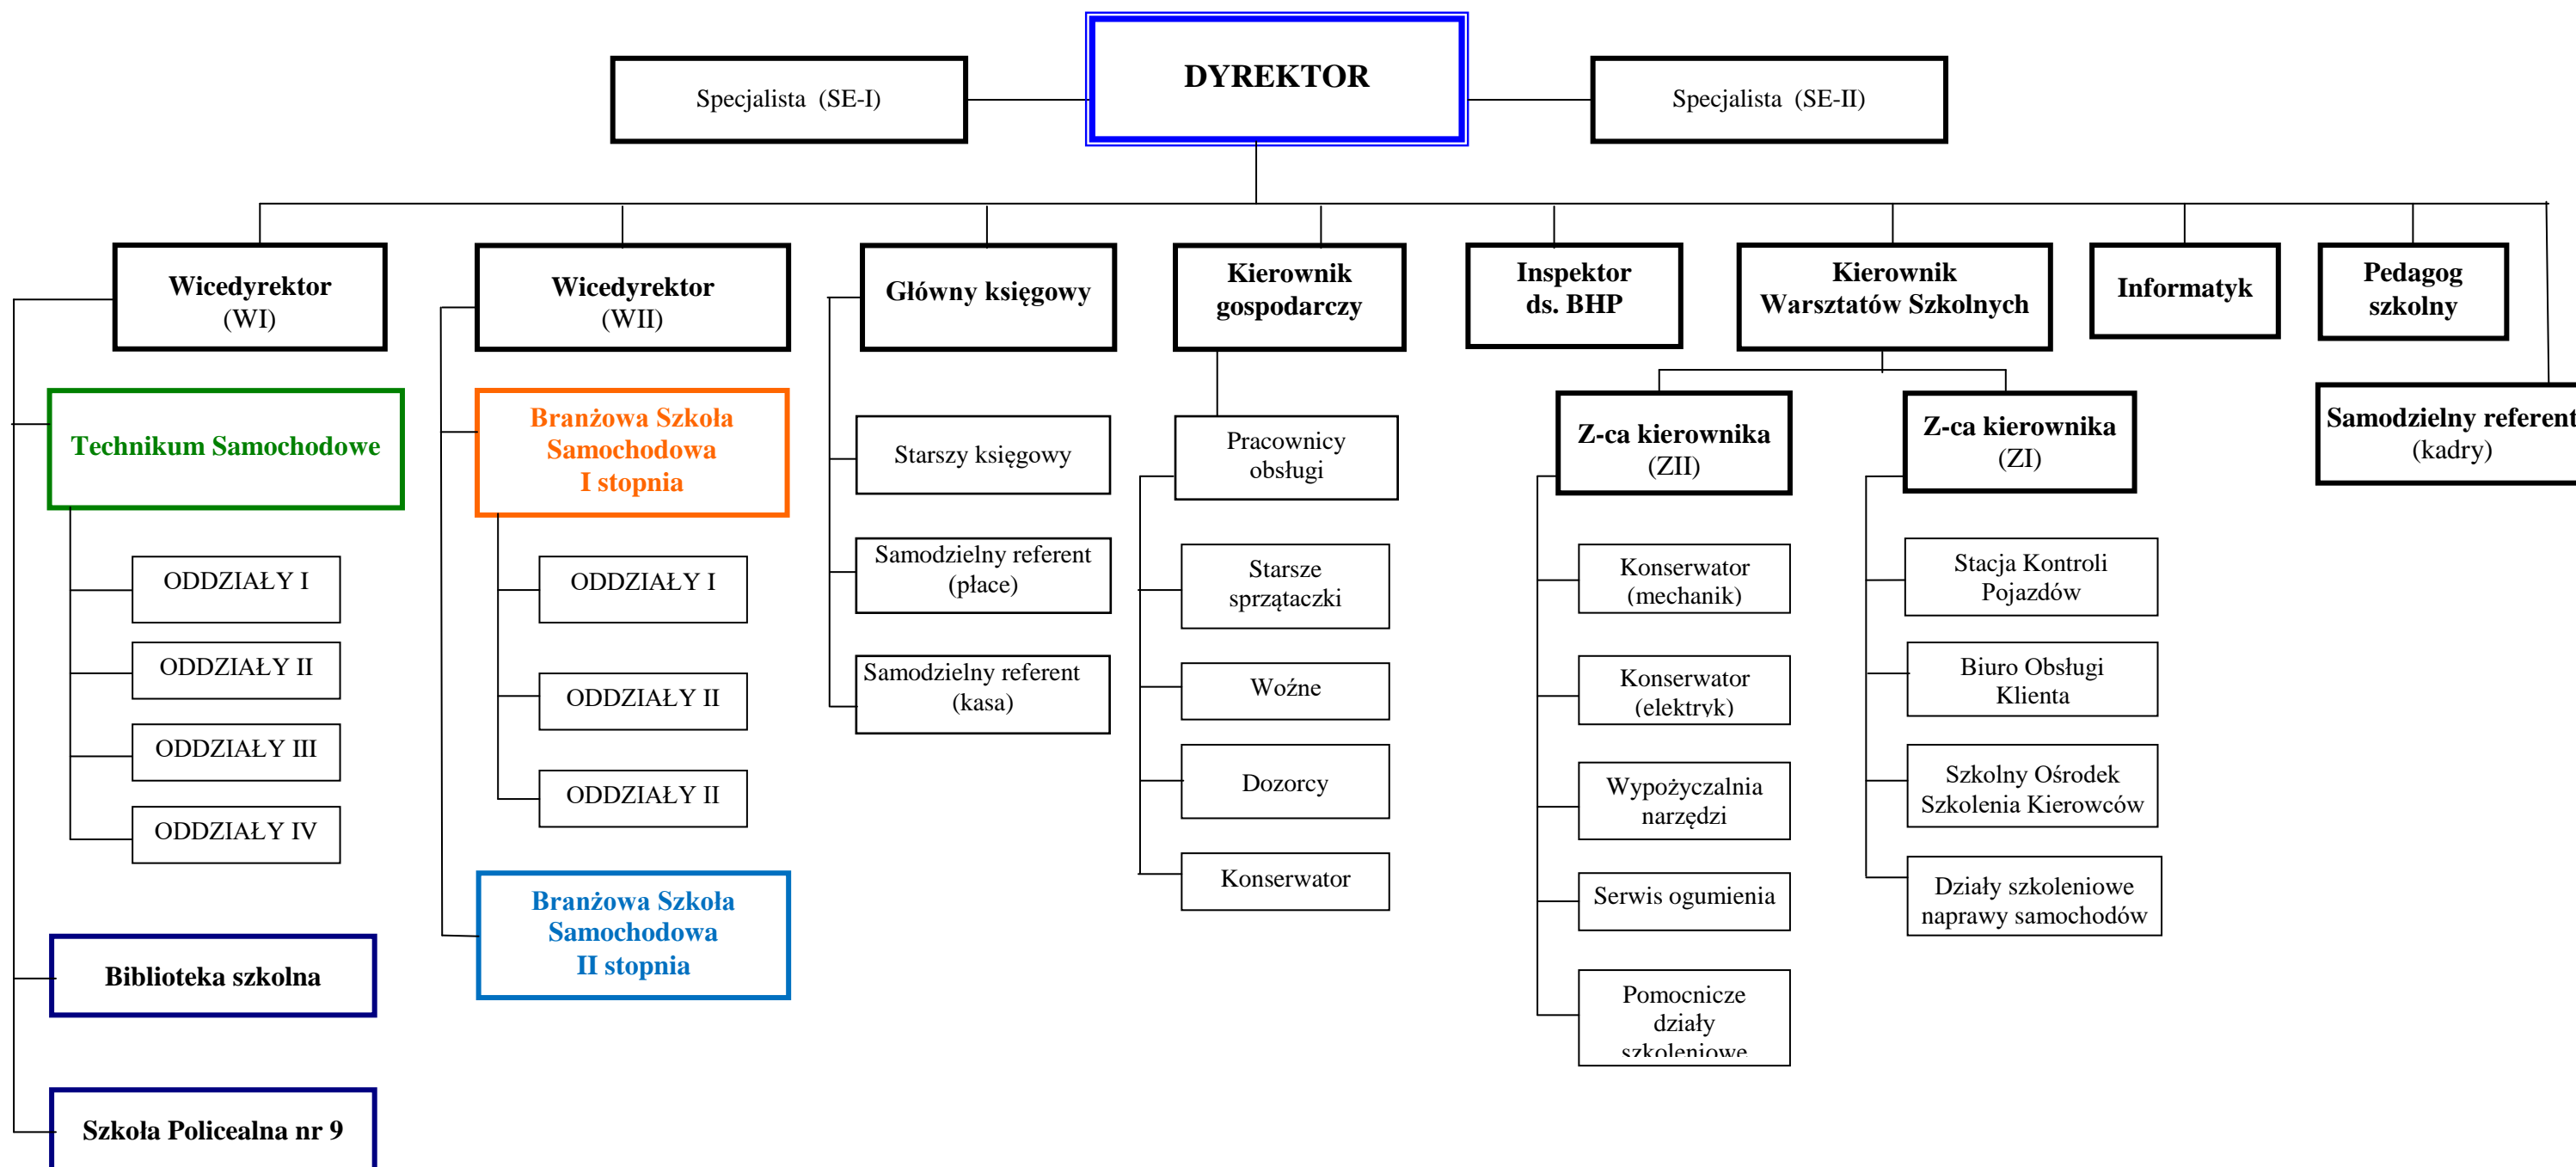 DYREKTOR
Specjalista (SE-I)
Specjalista (SE-II)
Wicedyrektor
(WI)
Wicedyrektor
(WII)
Główny księgowy
Kierownik
gospodarczy
Inspektor
ds. BHP
Kierownik
Warsztatów Szkolnych
Informatyk
Pedagog
szkolny
Samodzielny referent
(kadry)
Technikum Samochodowe
ODDZIAŁY I
ODDZIAŁY II
ODDZIAŁY III
ODDZIAŁY IV
Biblioteka szkolna
Szkoła Policealna nr 9
Branżowa Szkoła
Samochodowa
I stopnia
ODDZIAŁY I
ODDZIAŁY II
ODDZIAŁY II
Branżowa Szkoła
Samochodowa
II stopnia
Starszy księgowy
Samodzielny referent
(płace)
Samodzielny referent
(kasa)
Pracownicy
obsługi
Starsze
sprzątaczki
Woźne
Dozorcy
Konserwator
Z-ca kierownika
(ZII)
Konserwator
(mechanik)
Konserwator
(elektryk)
Wypożyczalnia
narzędzi
Serwis ogumienia
Pomocnicze
działy
szkoleniowe
Z-ca kierownika
(ZI)
Stacja Kontroli
Pojazdów
Biuro Obsługi
Klienta
Szkolny Ośrodek
Szkolenia Kierowców
Działy szkoleniowe
naprawy samochodów